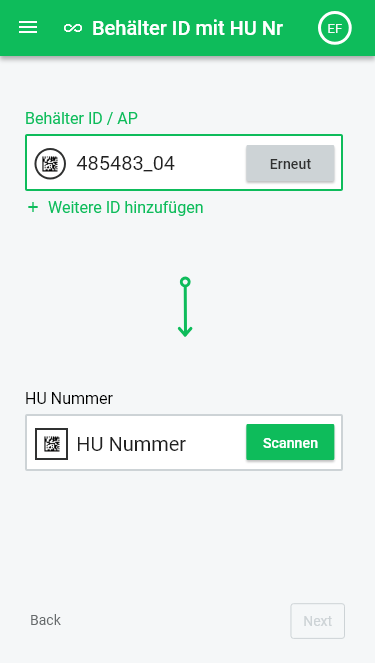 Behälter ID mit HU Nr
EF
Behälter ID / AP
485483_04
Erneut
+ Weitere ID hinzufügen
HU Nummer
HU Nummer
Scannen
Back
Next